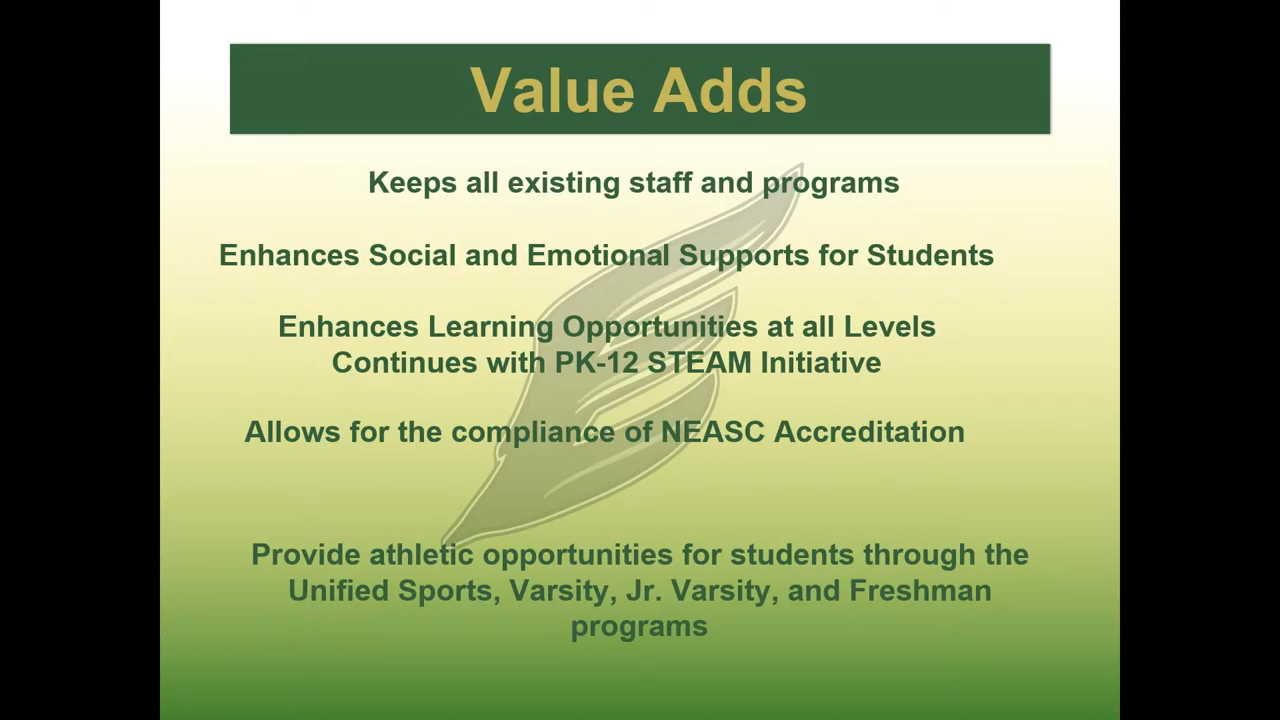 Value Adds
Keeps all existing staff and programs
Enhances Social and Emotional Supports for Students
Enhances Learning Opportunities at all Levels
Continues with PK-12 STEAM Initiative
Allows for the compliance of NEASC Accreditation
Provide athletic opportunities for students through the
Unified Sports, Varsity, Jr. Varsity, and Freshman
programs